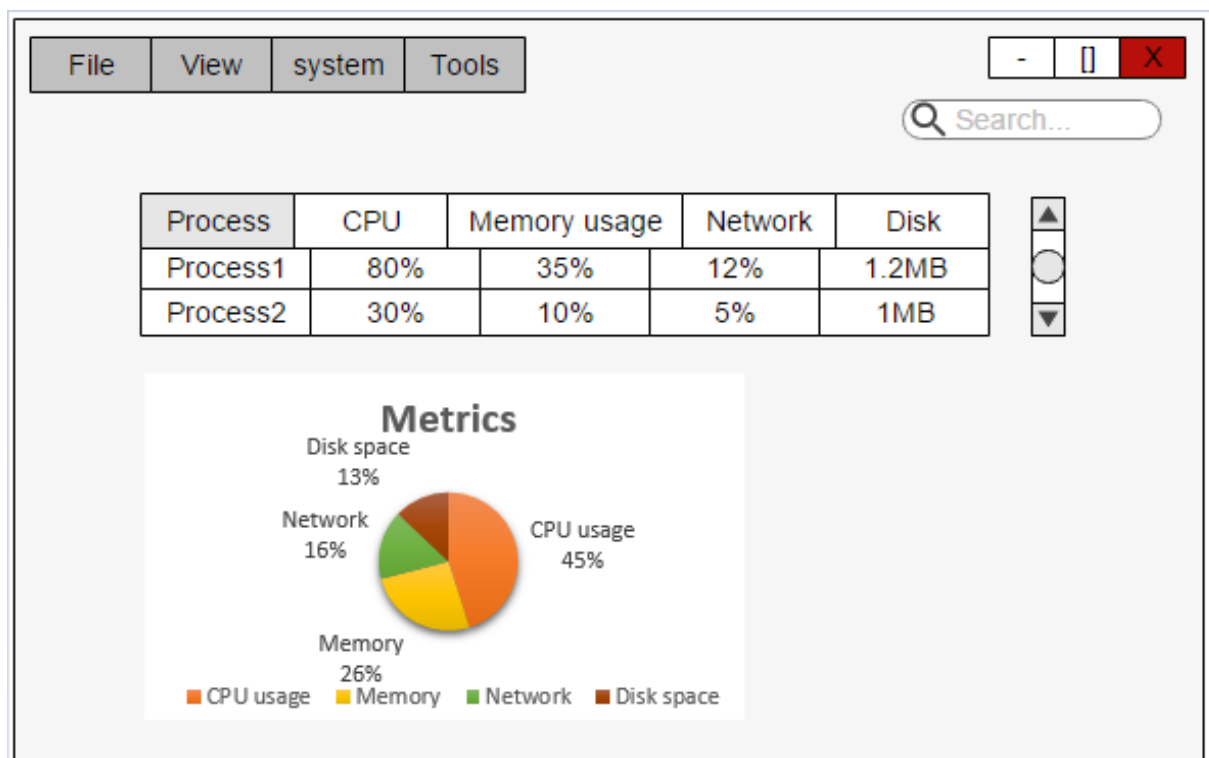 File View system Tools - [] X
Search...
Process CPU Memory usage Network Disk
Process1 80% 35% 12% 1.2MB
Process2 30% 10% 5% 1MB
Metrics
Disk space
13%
Network
16%
CPU usage
45%
Memory
26%
CPU usage Memory Network Disk space